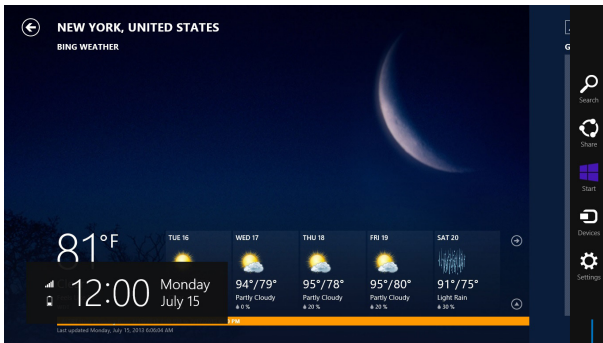 NEW YORK, UNITED STATES
BING WEATHER
G
Search
Share
Start
Devices
Settings
81°F
TUE 16
WED 17
THU 18
FRI 19
SAT 20
94°/79°
95°/78°
95°/80°
91°/75°
Partly Cloudy
Partly Cloudy
Partly Cloudy
Light Rain
0 %
20 %
20 %
30 %
12:00
Monday
July 15
PM
Last updated Monday, July 15, 2013 6:06:04 AM